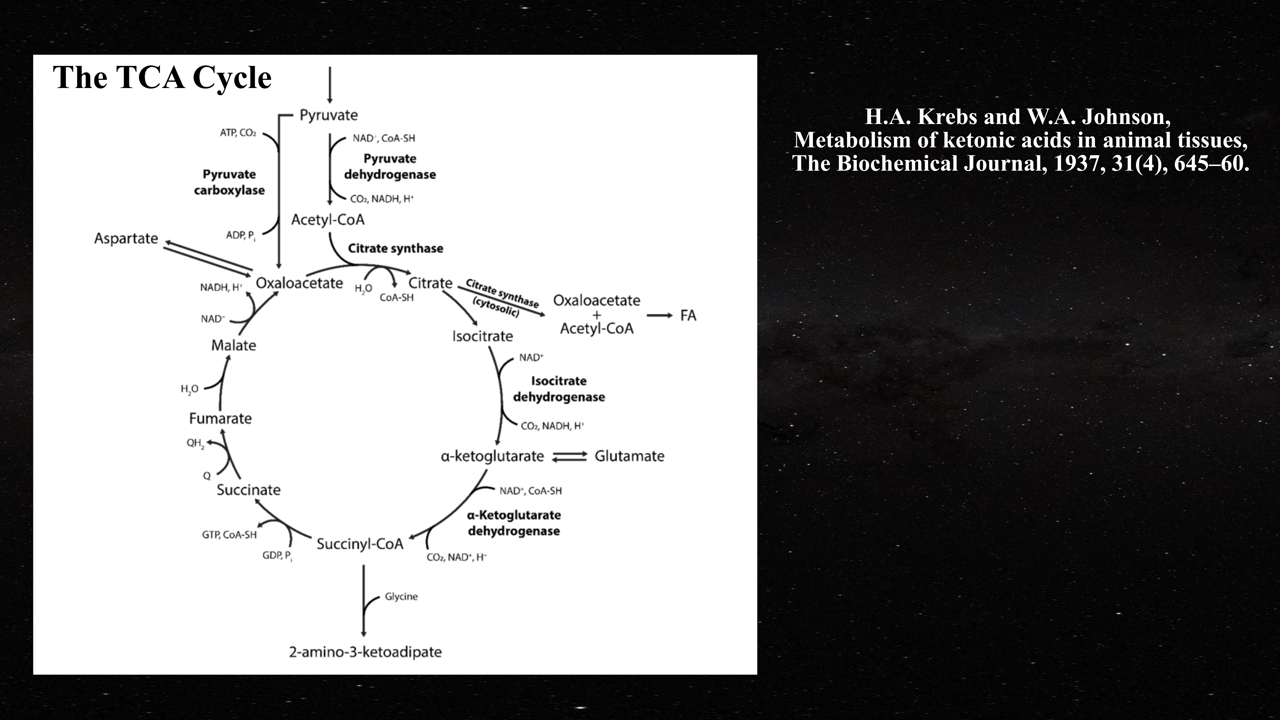 The TCA Cycle
Pyruvate
ATP, CO₂
NAD⁺, CoA-SH
Pyruvate
dehydrogenase
Pyruvate
carboxylase
CO₂, NADH, H⁺
Acetyl-CoA
ADP, Pᵢ
Aspartate
Citrate synthase
Oxaloacetate
H₂O
CoA-SH
Citrate
Citrate synthase
(cytosolic)
Oxaloacetate
+
Acetyl-CoA
FA
NADH, H⁺
NAD⁺
Malate
Isocitrate
NAD⁺
Isocitrate
dehydrogenase
H₂O
CO₂, NADH, H⁺
Fumarate
QH₂
Q
α-ketoglutarate
Glutamate
Succinate
NAD⁺, CoA-SH
α-Ketoglutarate
dehydrogenase
GTP, CoA-SH
GDP, Pᵢ
Succinyl-CoA
CO₂, NAD⁺, H⁺
Glycine
2-amino-3-ketoadipate
H.A. Krebs and W.A. Johnson,
Metabolism of ketonic acids in animal tissues,
The Biochemical Journal, 1937, 31(4), 645–60.